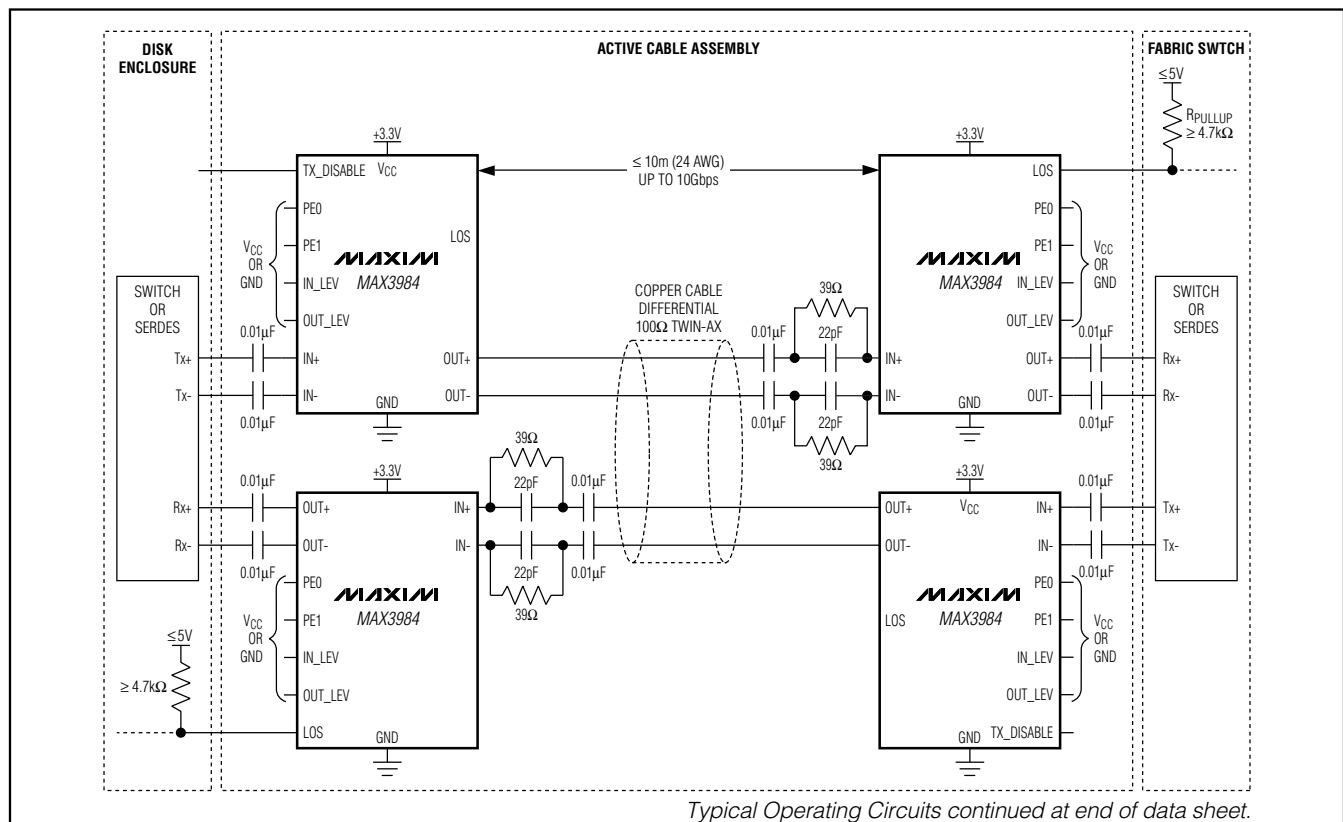 DISK
ENCLOSURE
ACTIVE CABLE ASSEMBLY
FABRIC SWTCH
≤5V
RPULLUP
≥ 4.7kΩ
+3.3V
TX_DISABLE
VCC
PE0
PE1
IN_LEV
OUT_LEV
VCC
OR
GND
LOS
MAXIM
MAX3984
IN+
IN-
OUT+
OUT-
GND
≤ 10m (24 AWG)
UP TO 10Gbps
+3.3V
LOS
PE0
PE1
IN_LEV
OUT_LEV
VCC
OR
GND
MAXIM
MAX3984
IN+
IN-
OUT+
OUT-
GND
SWITCH
OR
SERDES
Tx+
Tx-
Rx+
Rx-
0.01µF
0.01µF
COPPER CABLE
DIFFERENTIAL
100Ω TWIN-AX
39Ω
0.01µF
22pF
0.01µF
22pF
39Ω
0.01µF
0.01µF
SWITCH
OR
SERDES
Rx+
Rx-
Tx+
Tx-
0.01µF
0.01µF
+3.3V
OUT+
OUT-
IN+
IN-
PE0
PE1
IN_LEV
OUT_LEV
LOS
VCC
OR
GND
MAXIM
MAX3984
GND
≤5V
≥ 4.7kΩ
39Ω
22pF
0.01µF
22pF
0.01µF
39Ω
+3.3V
VCC
OUT+
OUT-
IN+
IN-
LOS
MAXIM
MAX3984
PE0
PE1
IN_LEV
OUT_LEV
VCC
OR
GND
GND
TX_DISABLE
0.01µF
0.01µF
Typical Operating Circuits continued at end of data sheet.